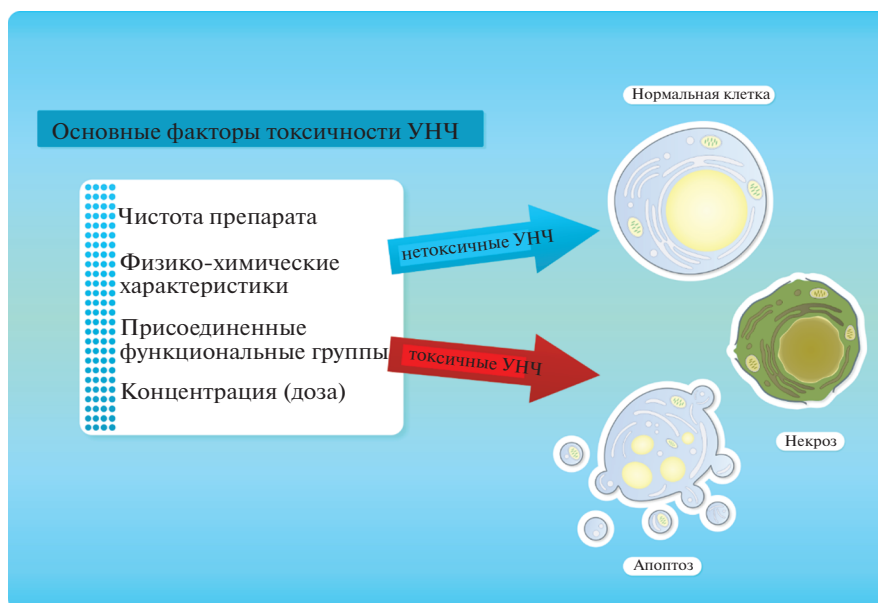 Нормальная клетка
Основные факторы токсичности УНЧ
Чистота препарата
Физико-химические
характеристики
Присоединенные
функциональные группы
Концентрация (доза)
нетоксичные УНЧ
токсичные УНЧ
Некроз
Апоптоз